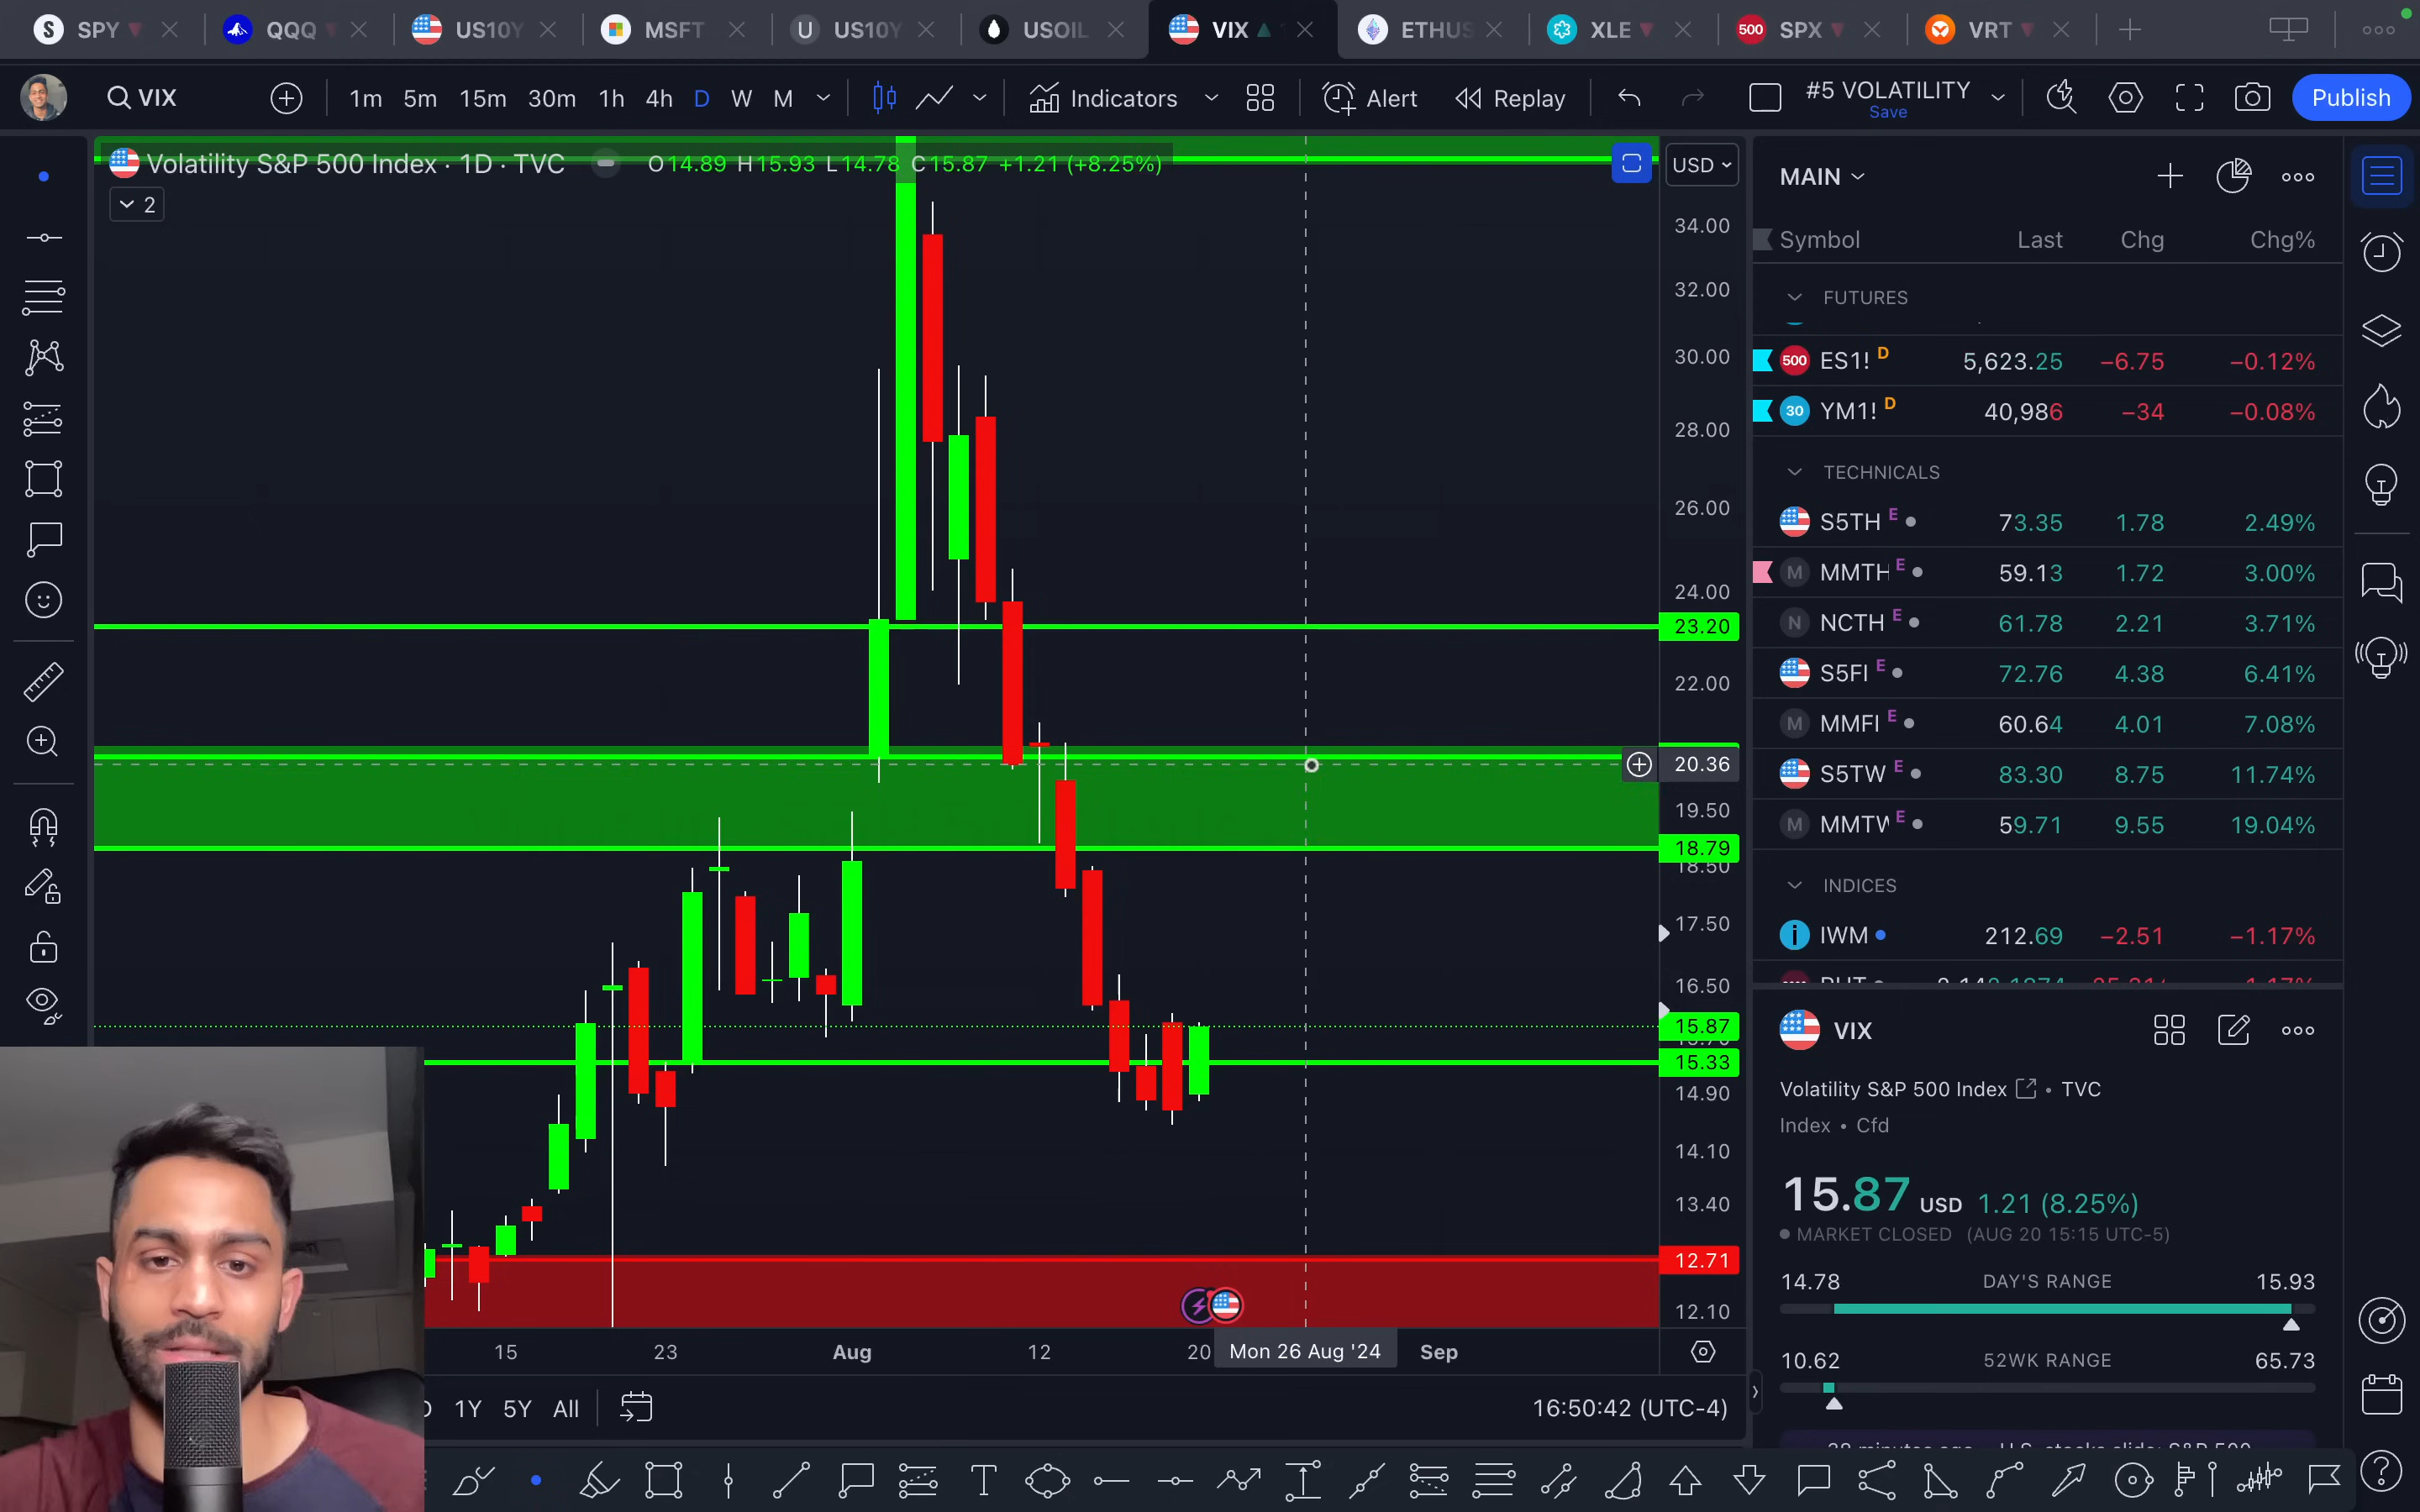 SPY QQQ US10Y MSFT US10Y USOIL VIX ETHUS XLE SPX VRT
VIX 1m 5m 15m 30m 1h 4h D W M Indicators Alert Replay #5 VOLATILITY Save Publish
Volatility S&P 500 Index · 1D · TVC O14.89 H15.93 L14.78 C15.87 +1.21 (+8.25%)
USD
2
34.00
32.00
30.00
28.00
26.00
24.00
23.20
22.00
20.36
19.50
18.79
18.50
17.50
16.50
15.87
15.33
14.90
14.10
13.40
12.71
12.10
15 23 Aug 12 20 Mon 26 Aug '24 Sep
1Y 5Y All 16:50:42 (UTC-4)
MAIN
Symbol Last Chg Chg%
FUTURES
500 ES1! D 5,623.25 −6.75 −0.12%
30 YM1! D 40,986 −34 −0.08%
TECHNICALS
S5TH E 73.35 1.78 2.49%
M MMTH E 59.13 1.72 3.00%
N NCTH E 61.78 2.21 3.71%
S5FI E 72.76 4.38 6.41%
M MMFI E 60.64 4.01 7.08%
S5TW E 83.30 8.75 11.74%
M MMTW E 59.71 9.55 19.04%
INDICES
IWM 212.69 −2.51 −1.17%
VIX
Volatility S&P 500 Index • TVC
Index • Cfd
15.87 USD 1.21 (8.25%)
MARKET CLOSED (AUG 20 15:15 UTC-5)
14.78 DAY'S RANGE 15.93
10.62 52WK RANGE 65.73